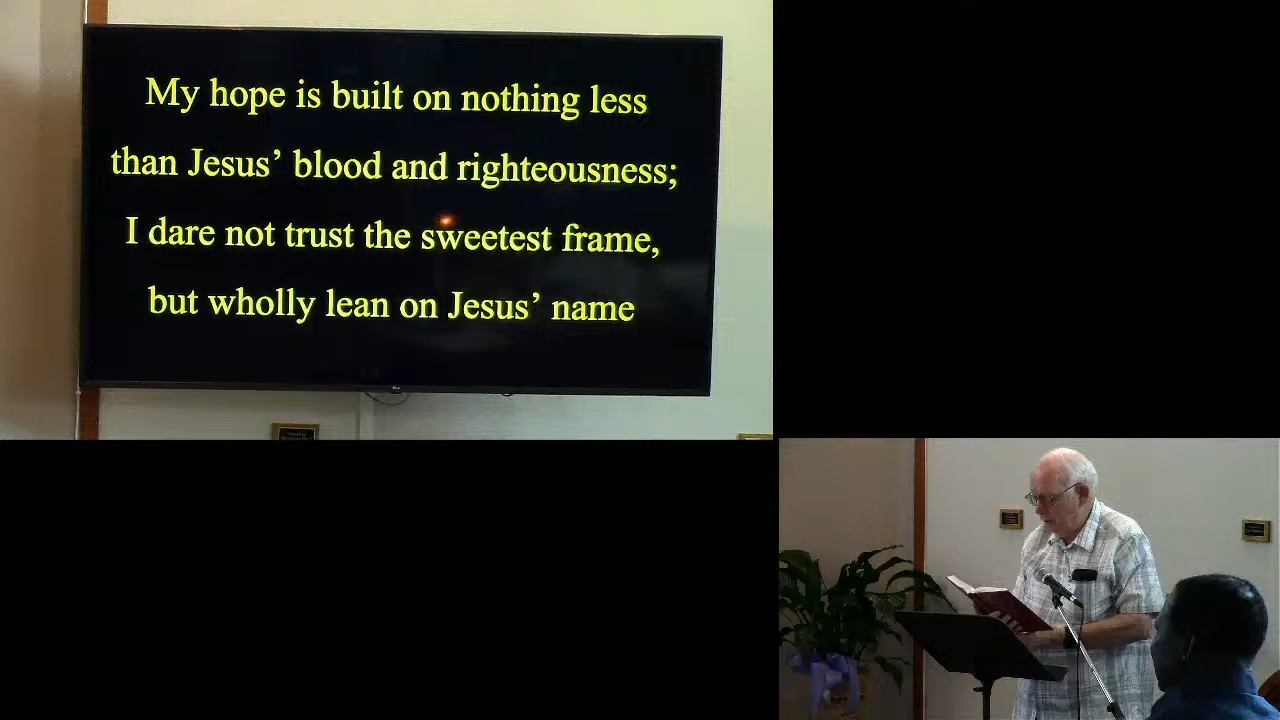 My hope is built on nothing less
than Jesus’ blood and righteousness;
I dare not trust the sweetest frame,
but wholly lean on Jesus’ name